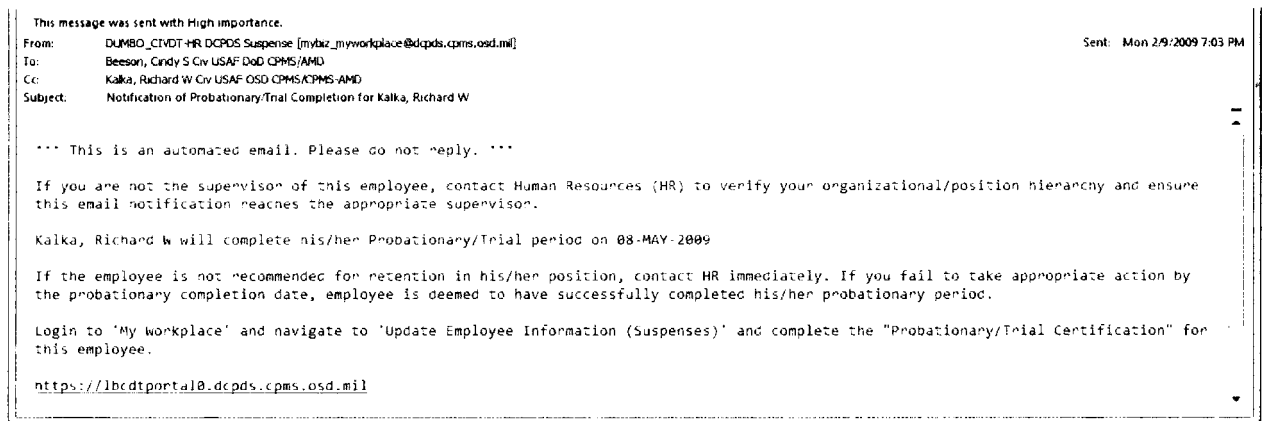 This message was sent with High importance.
From: DUMBO_CIVDT-HR DCPDS Suspense [mybiz_myworkplace@dcpds.cpms.osd.mil] Sent: Mon 2/9/2009 7:03 PM
To: Beeson, Cindy S Civ USAF DoD CPMS/AMD
Cc: Kalka, Richard W Civ USAF OSD CPMS/CPMS-AMD
Subject: Notification of Probationary/Trial Completion for Kalka, Richard W
*** This is an automated email. Please do not reply. ***
If you are not the supervisor of this employee, contact Human Resources (HR) to verify your organizational/position hierarchy and ensure
this email notification reaches the appropriate supervisor.
Kalka, Richard W will complete his/her Probationary/Trial period on 08-MAY-2009
If the employee is not recommended for retention in his/her position, contact HR immediately. If you fail to take appropriate action by
the probationary completion date, employee is deemed to have successfully completed his/her probationary period.
Login to 'My Workplace' and navigate to 'Update Employee Information (Suspenses)' and complete the "Probationary/Trial Certification" for
this employee.
https://lbcdtportal0.dcpds.cpms.osd.mil